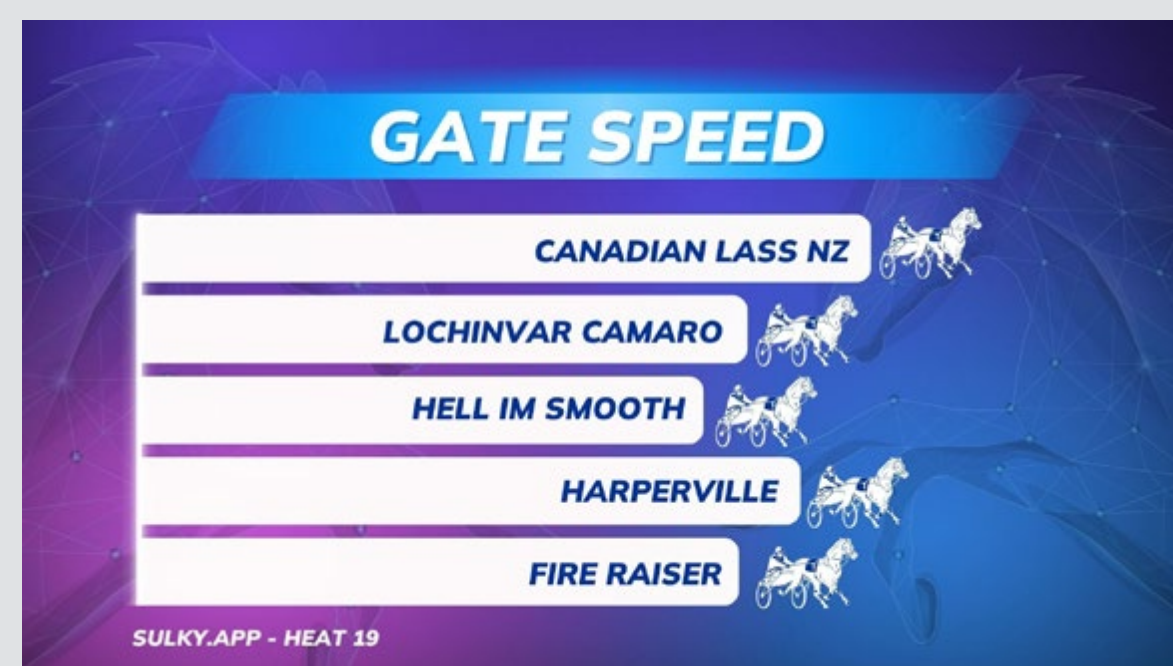 GATE SPEED
CANADIAN LASS NZ
LOCHINVAR CAMARO
HELL IM SMOOTH
HARPERVILLE
FIRE RAISER
SULKY.APP - HEAT 19